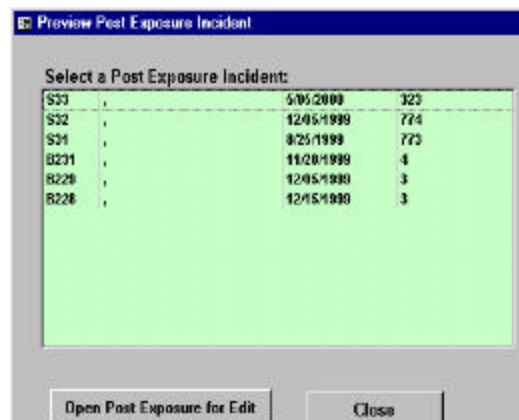 Preview Post Exposure Incident
Select a Post Exposure Incident:
S33 , 5/05/2000 323
S32 , 12/05/1999 774
S31 , 8/25/1999 773
B231 , 11/20/1999 4
B229 , 12/05/1999 3
B228 , 12/15/1999 3
Open Post Exposure for Edit Close